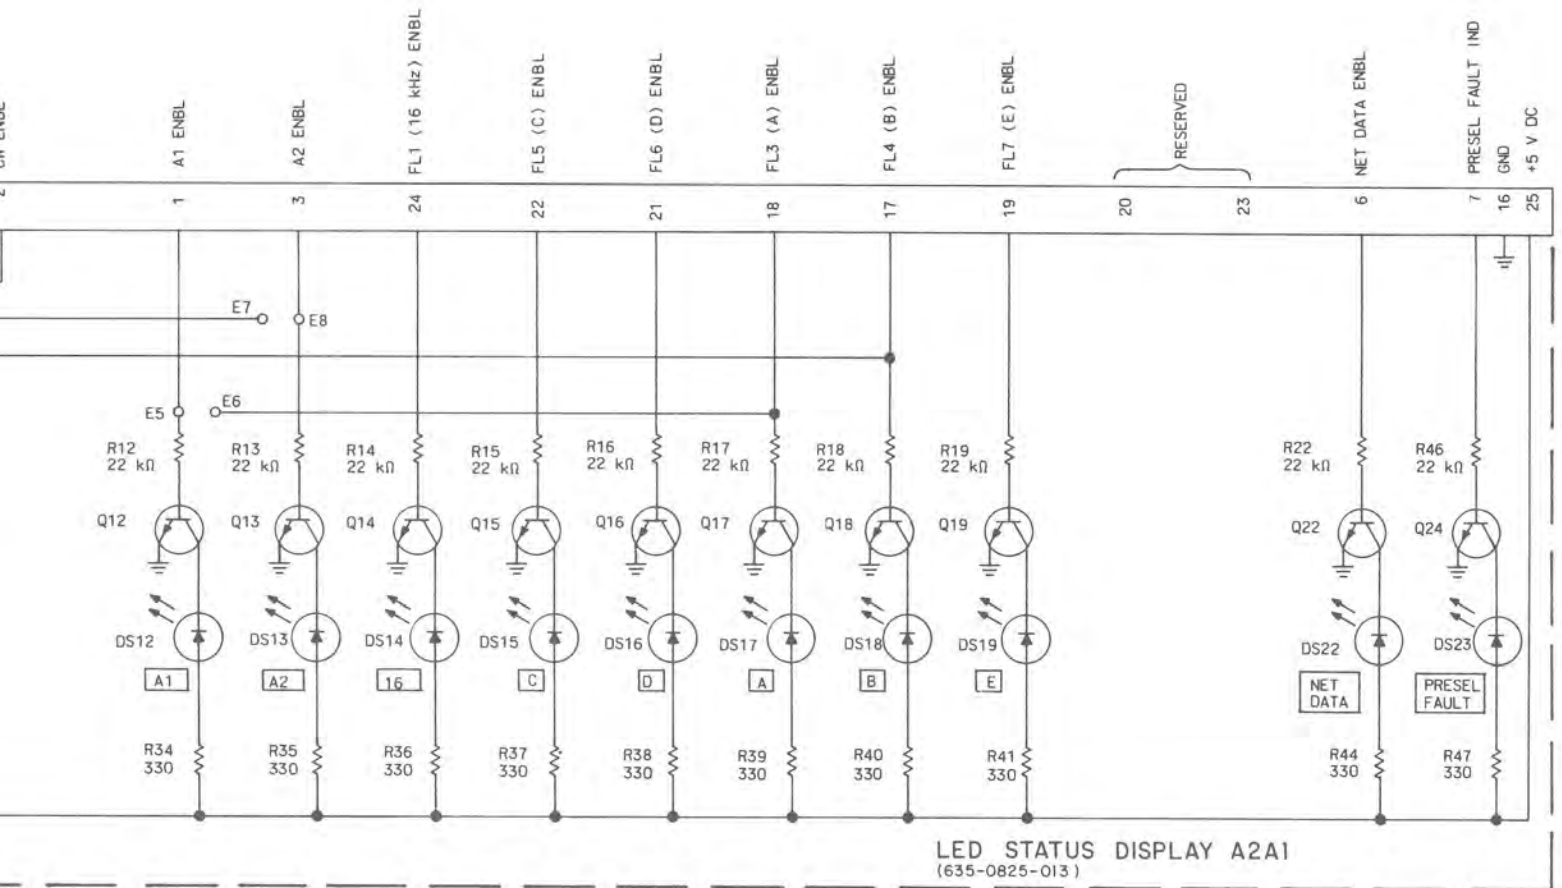 CW ENBL
A1 ENBL
A2 ENBL
FL1 (16 kHz) ENBL
FL5 (C) ENBL
FL6 (D) ENBL
FL3 (A) ENBL
FL4 (B) ENBL
FL7 (E) ENBL
RESERVED
NET DATA ENBL
PRESEL FAULT IND
GND
+5 V DC
2
1
3
24
22
21
18
17
19
20
23
6
7
16
25
E7
E8
E5
E6
R12
22 kΩ
R13
22 kΩ
R14
22 kΩ
R15
22 kΩ
R16
22 kΩ
R17
22 kΩ
R18
22 kΩ
R19
22 kΩ
R22
22 kΩ
R46
22 kΩ
Q12
Q13
Q14
Q15
Q16
Q17
Q18
Q19
Q22
Q24
DS12
DS13
DS14
DS15
DS16
DS17
DS18
DS19
DS22
DS23
A1
A2
16
C
D
A
B
E
NET
DATA
PRESEL
FAULT
R34
330
R35
330
R36
330
R37
330
R38
330
R39
330
R40
330
R41
330
R44
330
R47
330
LED STATUS DISPLAY A2A1
(635-0825-013)